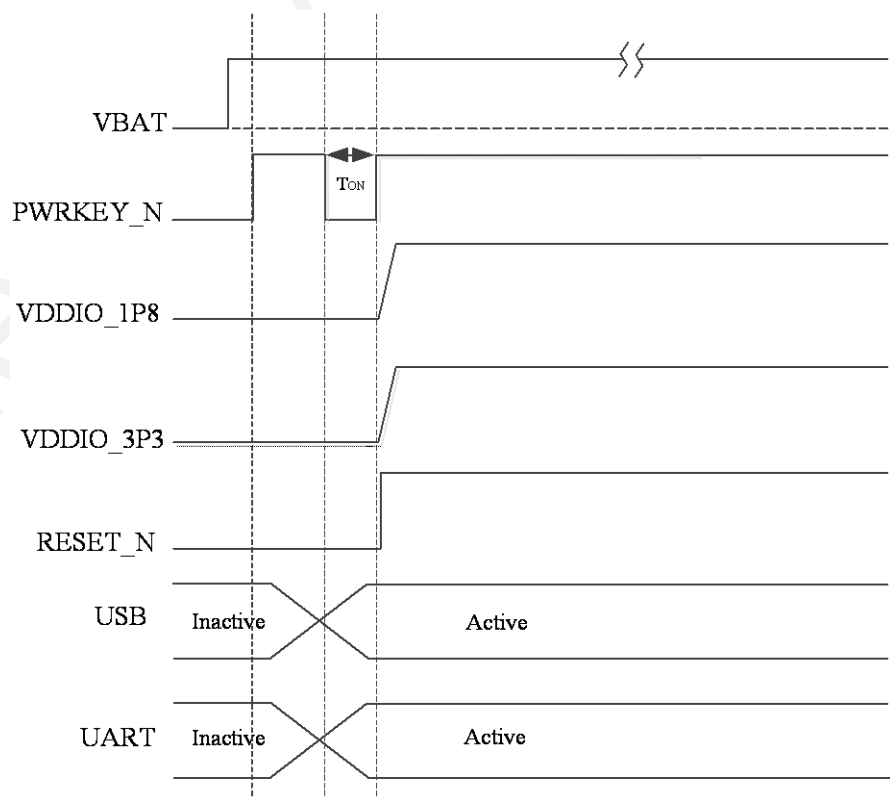 VBAT
TON
PWRKEY_N
VDDIO_1P8
VDDIO_3P3
RESET_N
USB Inactive Active
UART Inactive Active